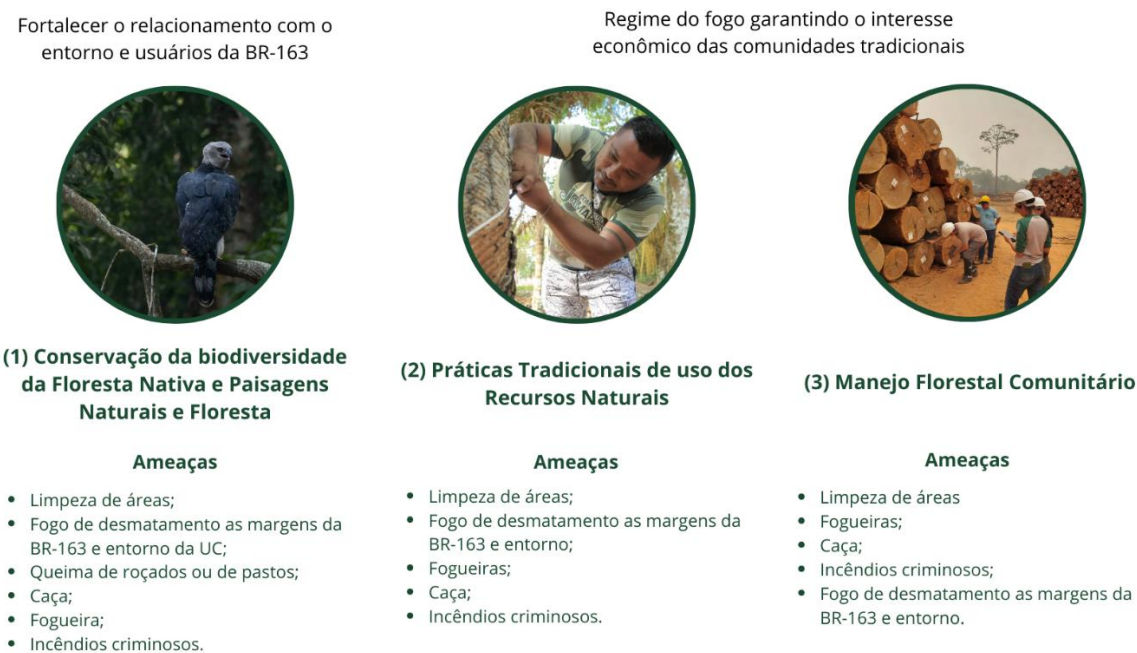 Fortalecer o relacionamento com o
entorno e usuários da BR-163
Regime do fogo garantindo o interesse
econômico das comunidades tradicionais
(1) Conservação da biodiversidade
da Floresta Nativa e Paisagens
Naturais e Floresta
Ameaças
• Limpeza de áreas;
• Fogo de desmatamento as margens da
BR-163 e entorno da UC;
• Queima de roçados ou de pastos;
• Caça;
• Fogueira;
• Incêndios criminosos.
(2) Práticas Tradicionais de uso dos
Recursos Naturais
Ameaças
• Limpeza de áreas;
• Fogo de desmatamento as margens da
BR-163 e entorno;
• Fogueiras;
• Caça;
• Incêndios criminosos.
(3) Manejo Florestal Comunitário
Ameaças
• Limpeza de áreas
• Fogueiras;
• Caça;
• Incêndios criminosos;
• Fogo de desmatamento as margens da
BR-163 e entorno.